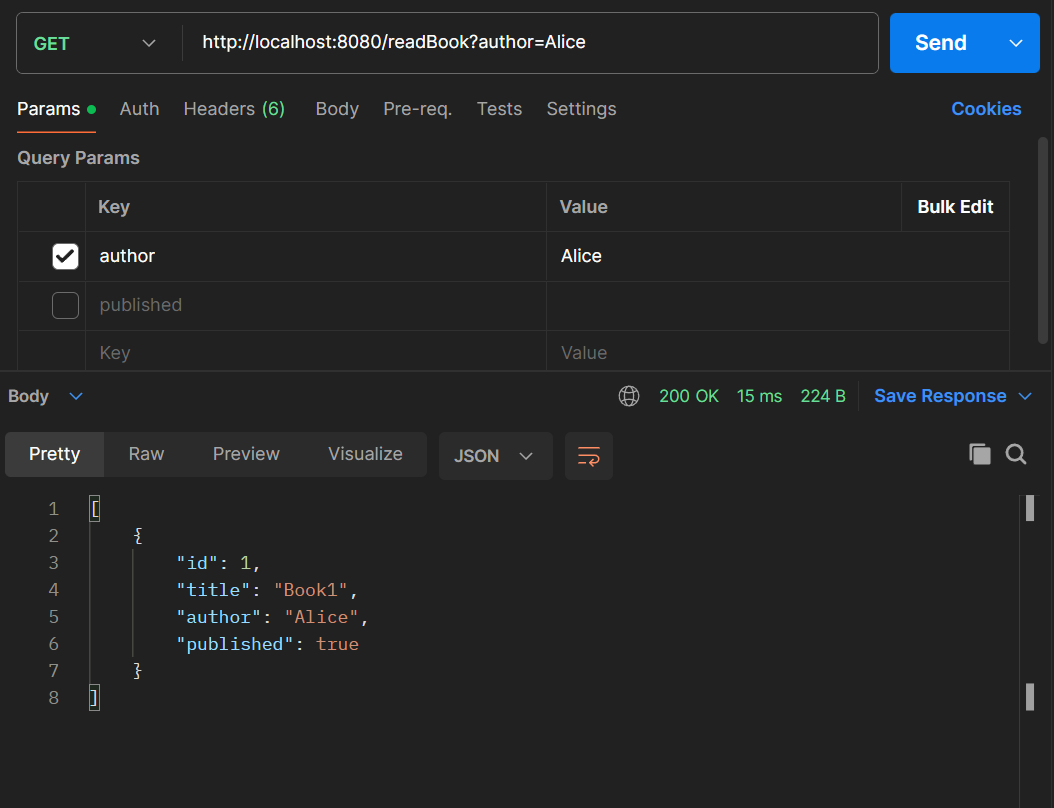 GET http://localhost:8080/readBook?author=Alice Send
Params Auth Headers (6) Body Pre-req. Tests Settings Cookies
Query Params
Key Value Bulk Edit
author Alice
published
Key Value
Body 200 OK 15 ms 224 B Save Response
Pretty Raw Preview Visualize JSON
1 [
2 {
3 "id": 1,
4 "title": "Book1",
5 "author": "Alice",
6 "published": true
7 }
8 ]